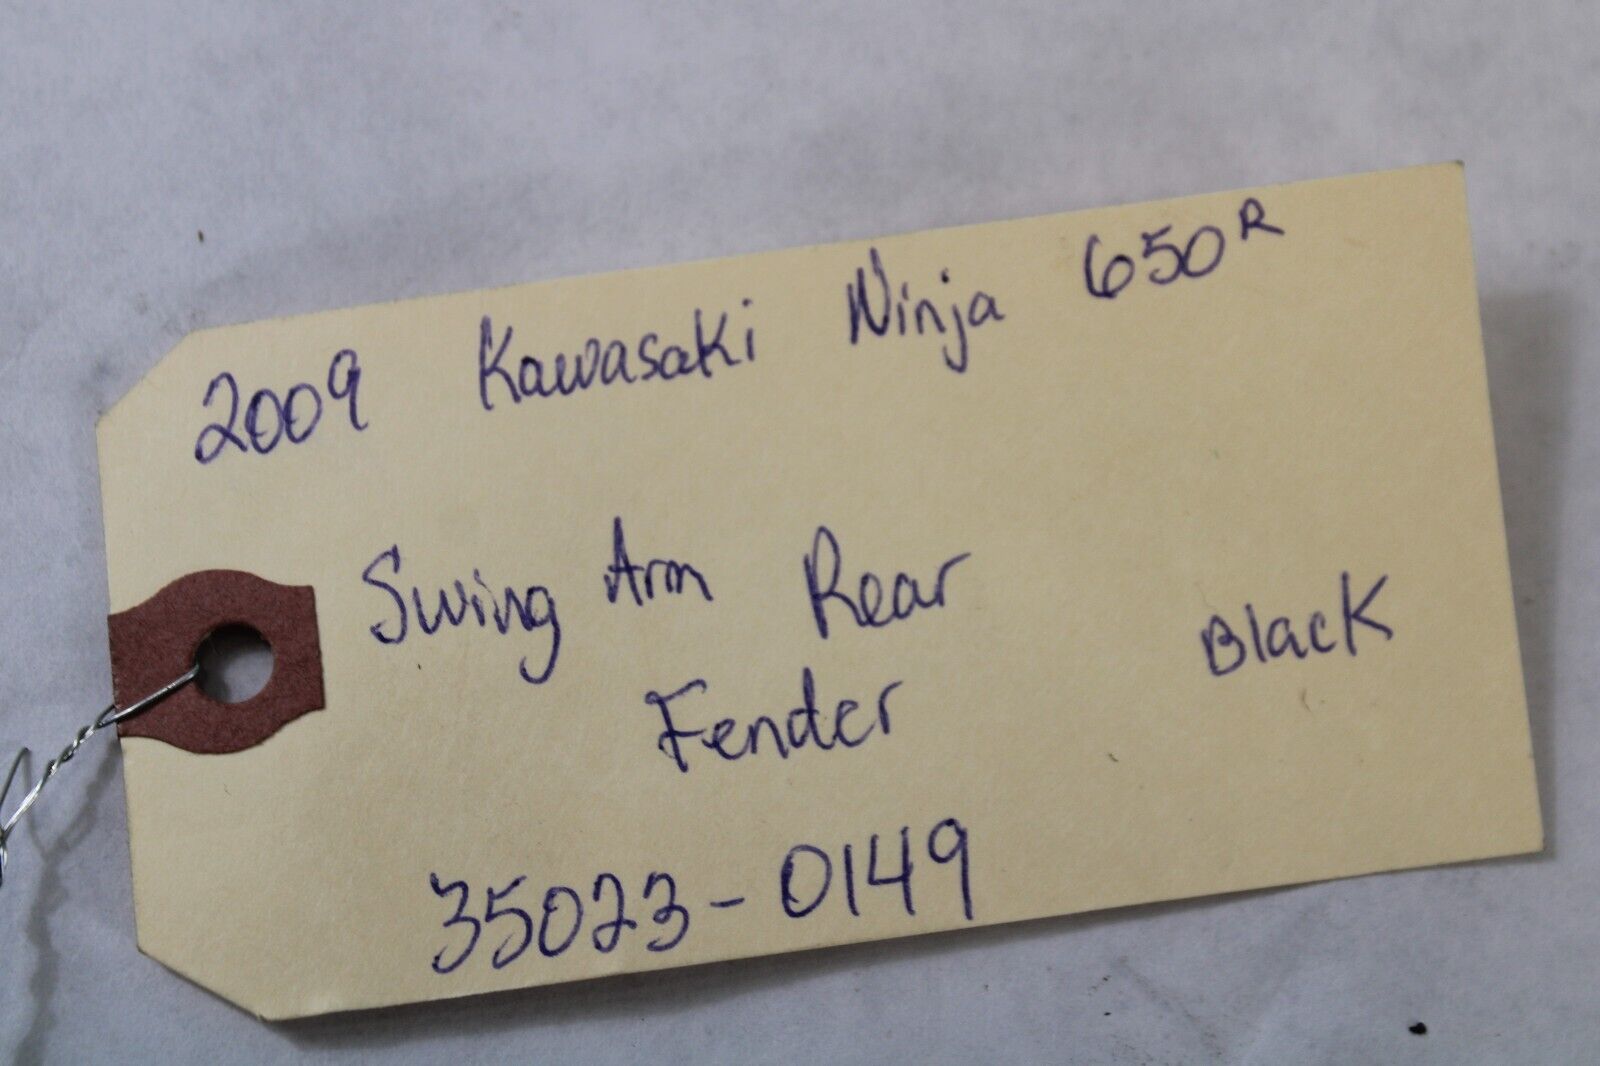 2009 Kawasaki Ninja 650R
Swing Arm Rear
Fender
Black
35023-0149